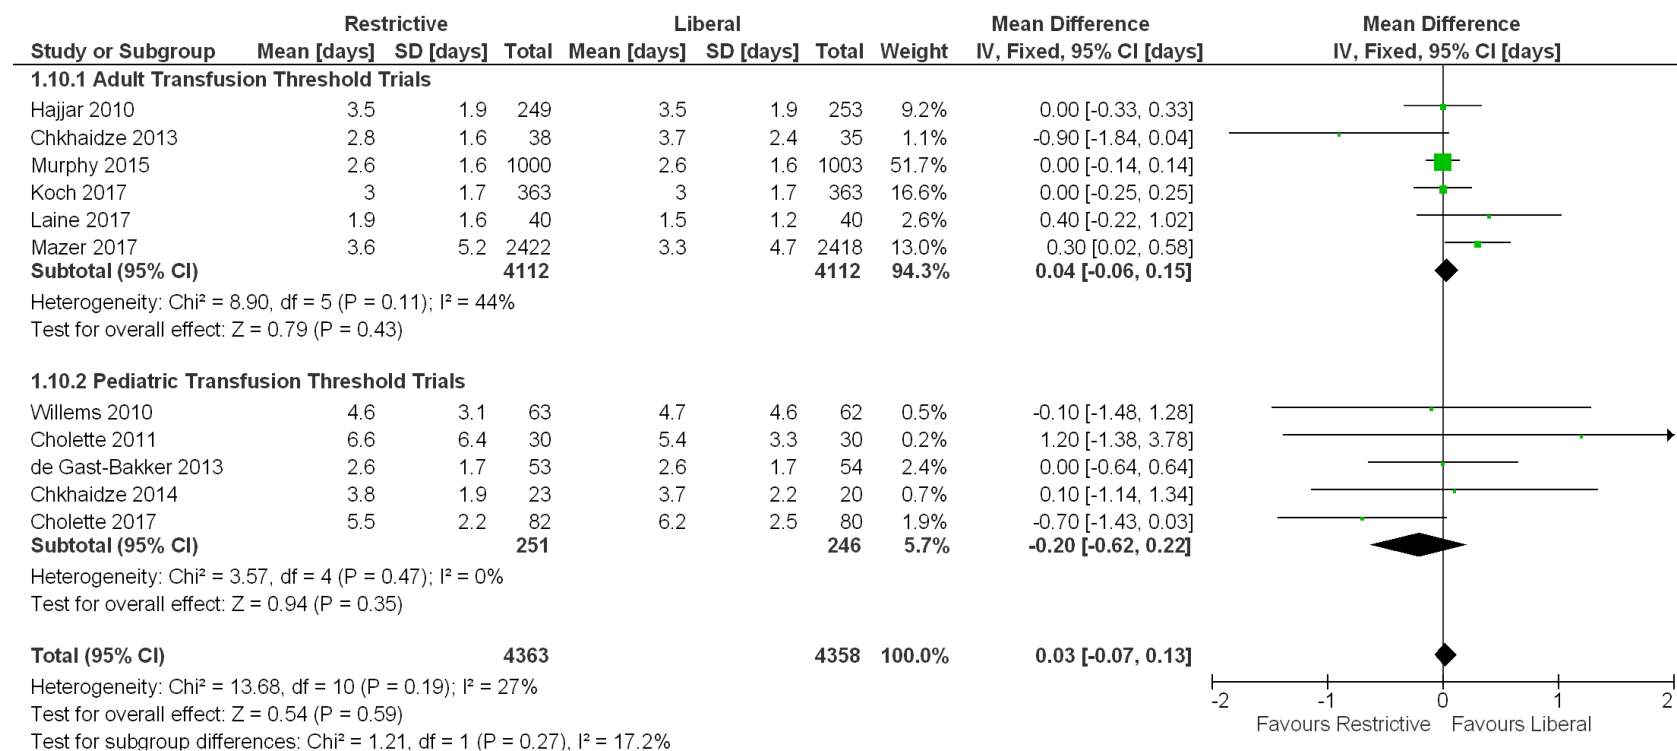 Restrictive Liberal Mean Difference Mean Difference
Study or Subgroup Mean [days] SD [days] Total Mean [days] SD [days] Total Weight IV, Fixed, 95% CI [days] IV, Fixed, 95% CI [days]
1.10.1 Adult Transfusion Threshold Trials
Hajjar 2010 3.5 1.9 249 3.5 1.9 253 9.2% 0.00 [-0.33, 0.33]
Chkhaidze 2013 2.8 1.6 38 3.7 2.4 35 1.1% -0.90 [-1.84, 0.04]
Murphy 2015 2.6 1.6 1000 2.6 1.6 1003 51.7% 0.00 [-0.14, 0.14]
Koch 2017 3 1.7 363 3 1.7 363 16.6% 0.00 [-0.25, 0.25]
Laine 2017 1.9 1.6 40 1.5 1.2 40 2.6% 0.40 [-0.22, 1.02]
Mazer 2017 3.6 5.2 2422 3.3 4.7 2418 13.0% 0.30 [0.02, 0.58]
Subtotal (95% CI) 4112 4112 94.3% 0.04 [-0.06, 0.15]
Heterogeneity: Chi² = 8.90, df = 5 (P = 0.11); I² = 44%
Test for overall effect: Z = 0.79 (P = 0.43)
1.10.2 Pediatric Transfusion Threshold Trials
Willems 2010 4.6 3.1 63 4.7 4.6 62 0.5% -0.10 [-1.48, 1.28]
Cholette 2011 6.6 6.4 30 5.4 3.3 30 0.2% 1.20 [-1.38, 3.78]
de Gast-Bakker 2013 2.6 1.7 53 2.6 1.7 54 2.4% 0.00 [-0.64, 0.64]
Chkhaidze 2014 3.8 1.9 23 3.7 2.2 20 0.7% 0.10 [-1.14, 1.34]
Cholette 2017 5.5 2.2 82 6.2 2.5 80 1.9% -0.70 [-1.43, 0.03]
Subtotal (95% CI) 251 246 5.7% -0.20 [-0.62, 0.22]
Heterogeneity: Chi² = 3.57, df = 4 (P = 0.47); I² = 0%
Test for overall effect: Z = 0.94 (P = 0.35)
Total (95% CI) 4363 4358 100.0% 0.03 [-0.07, 0.13]
Heterogeneity: Chi² = 13.68, df = 10 (P = 0.19); I² = 27%
Test for overall effect: Z = 0.54 (P = 0.59)
Test for subgroup differences: Chi² = 1.21, df = 1 (P = 0.27), I² = 17.2%
-2 -1 0 1 2
Favours Restrictive Favours Liberal